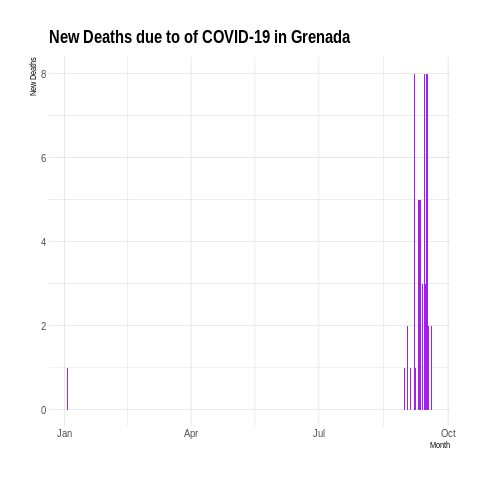 New Deaths due to of COVID-19 in Grenada
New Deaths
8
6
4
2
0
Jan Apr Jul Oct
Month